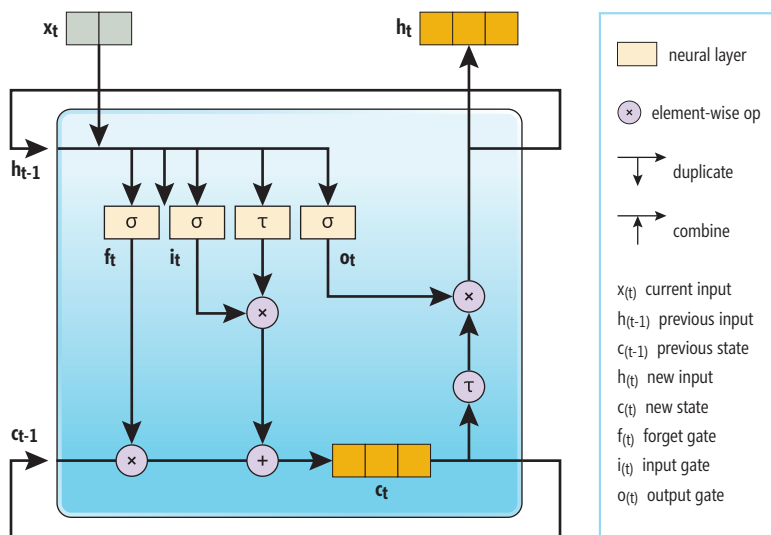 xt
ht
ht-1
σ
σ
τ
σ
ft
it
ot
×
×
τ
ct-1
×
+
ct
neural layer
× element-wise op
duplicate
combine
x(t) current input
h(t-1) previous input
c(t-1) previous state
h(t) new input
c(t) new state
f(t) forget gate
i(t) input gate
o(t) output gate